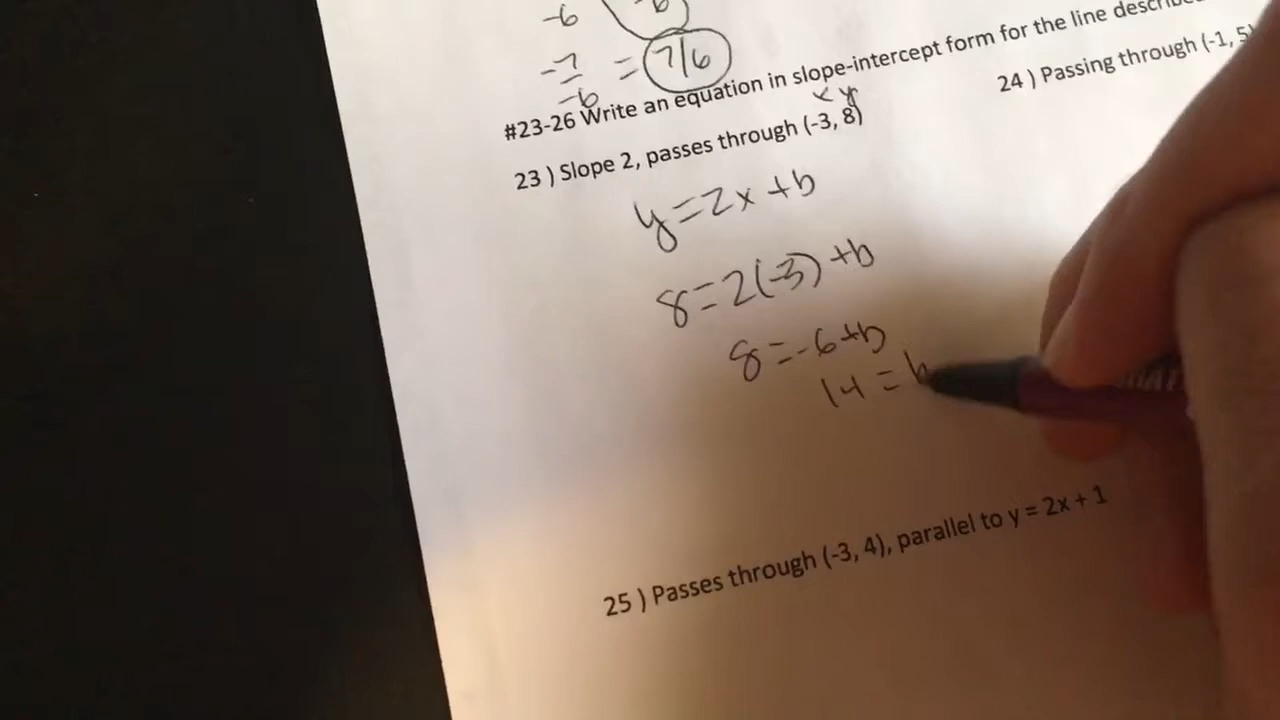 -6
-7
-6 = 7/6
#23-26 Write an equation in slope-intercept form for the line
x y
23 ) Slope 2, passes through (-3, 8)
24 ) Passing through (-1, 5)
y=2x+b
8=2(-3)+b
8=-6+b
14=b
25 ) Passes through (-3, 4), parallel to y = 2x + 1